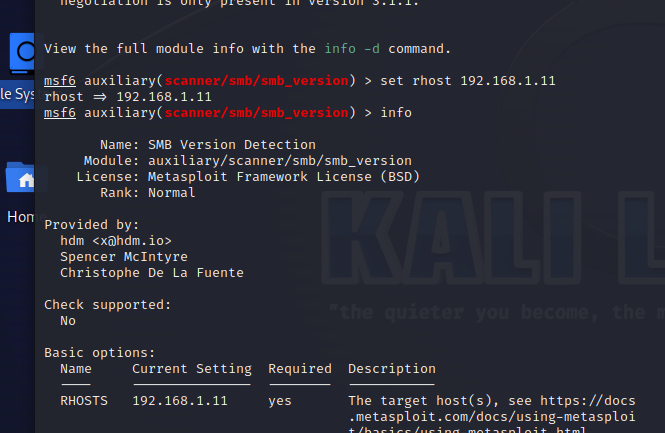 negotiation is only present in version 3.1.1.
View the full module info with the info -d command.
msf6 auxiliary(scanner/smb/smb_version) > set rhost 192.168.1.11
rhost => 192.168.1.11
msf6 auxiliary(scanner/smb/smb_version) > info
Name: SMB Version Detection
Module: auxiliary/scanner/smb/smb_version
License: Metasploit Framework License (BSD)
Rank: Normal
Provided by:
hdm <x@hdm.io>
Spencer McIntyre
Christophe De La Fuente
Check supported:
No
Basic options:
Name Current Setting Required Description
RHOSTS 192.168.1.11 yes The target host(s), see https://docs
.metasploit.com/docs/using-metasploi
t/basics/using-metasploit.html
le Sys
Hom
KALI L
"the quieter you become, the m